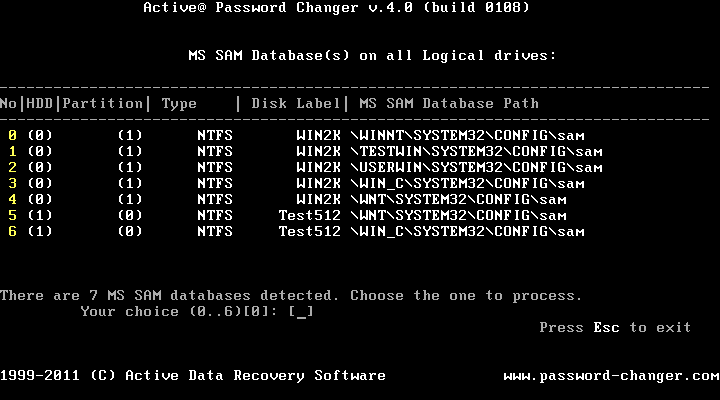 Active@ Password Changer v.4.0 (build 0108)
MS SAM Database(s) on all Logical drives:
No|HDD|Partition| Type | Disk Label| MS SAM Database Path
0 (0) (1) NTFS WIN2K \WINNT\SYSTEM32\CONFIG\sam
1 (0) (1) NTFS WIN2K \TESTWIN\SYSTEM32\CONFIG\sam
2 (0) (1) NTFS WIN2K \USERWIN\SYSTEM32\CONFIG\sam
3 (0) (1) NTFS WIN2K \WIN_C\SYSTEM32\CONFIG\sam
4 (0) (1) NTFS WIN2K \WNT\SYSTEM32\CONFIG\sam
5 (1) (0) NTFS Test512 \WNT\SYSTEM32\CONFIG\sam
6 (1) (0) NTFS Test512 \WIN_C\SYSTEM32\CONFIG\sam
There are 7 MS SAM databases detected. Choose the one to process.
Your choice (0..6)[0]: [_]
Press Esc to exit
1999-2011 (C) Active Data Recovery Software www.password-changer.com